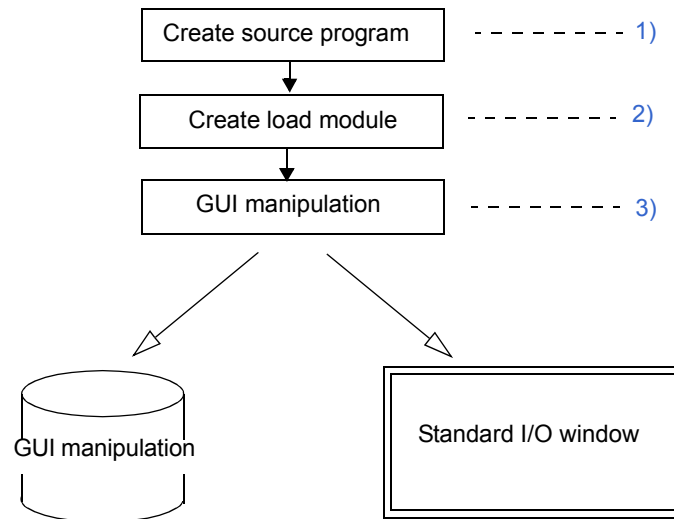 Create source program
1)
Create load module
2)
GUI manipulation
3)
GUI manipulation
Standard I/O window